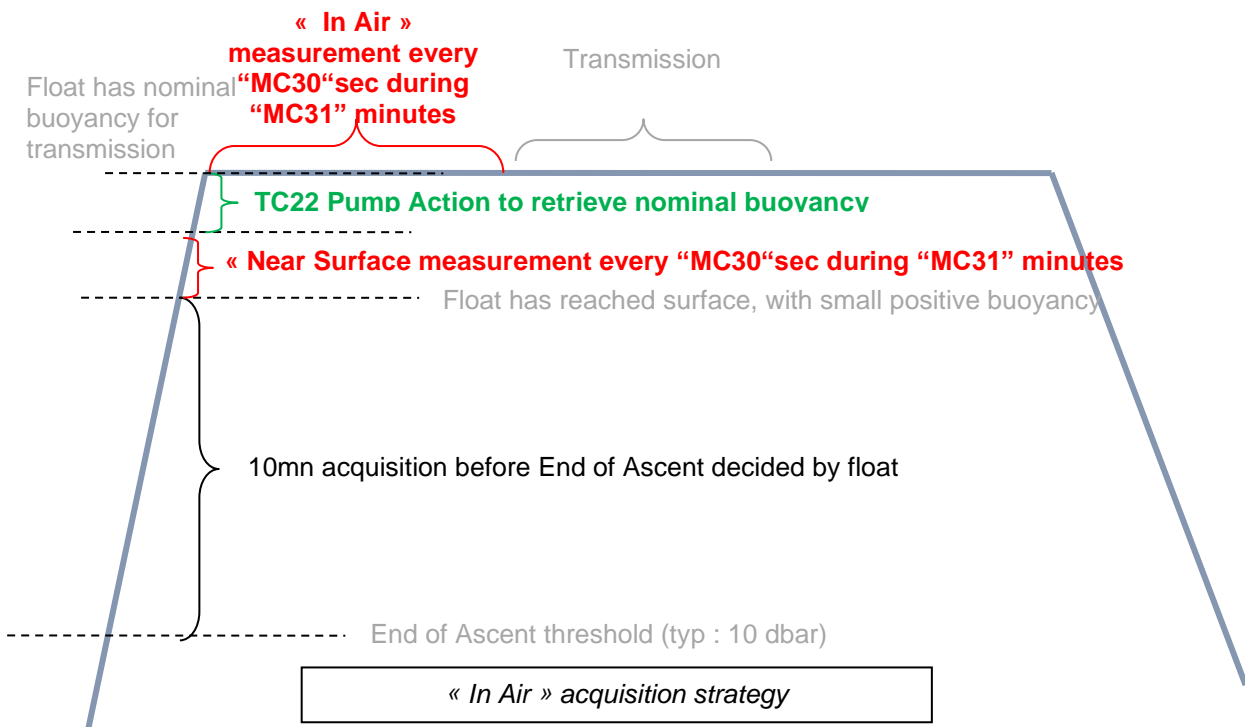 « In Air »
measurement every
“MC30“sec during
“MC31” minutes
Transmission
Float has nominal
buoyancy for
transmission
TC22 Pump Action to retrieve nominal buoyancy
« Near Surface measurement every “MC30“sec during “MC31” minutes
Float has reached surface, with small positive buoyancy
10mn acquisition before End of Ascent decided by float
End of Ascent threshold (typ : 10 dbar)
« In Air » acquisition strategy